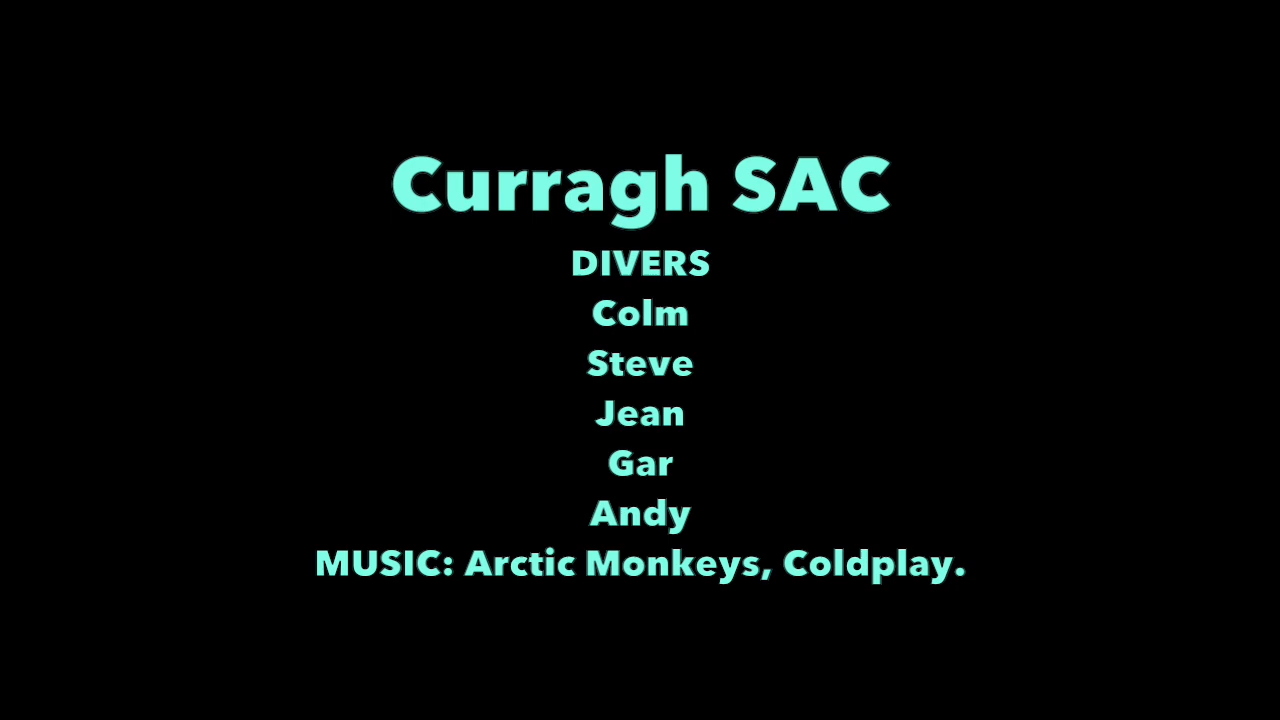 Curragh SAC
DIVERS
Colm
Steve
Jean
Gar
Andy
MUSIC: Arctic Monkeys, Coldplay.